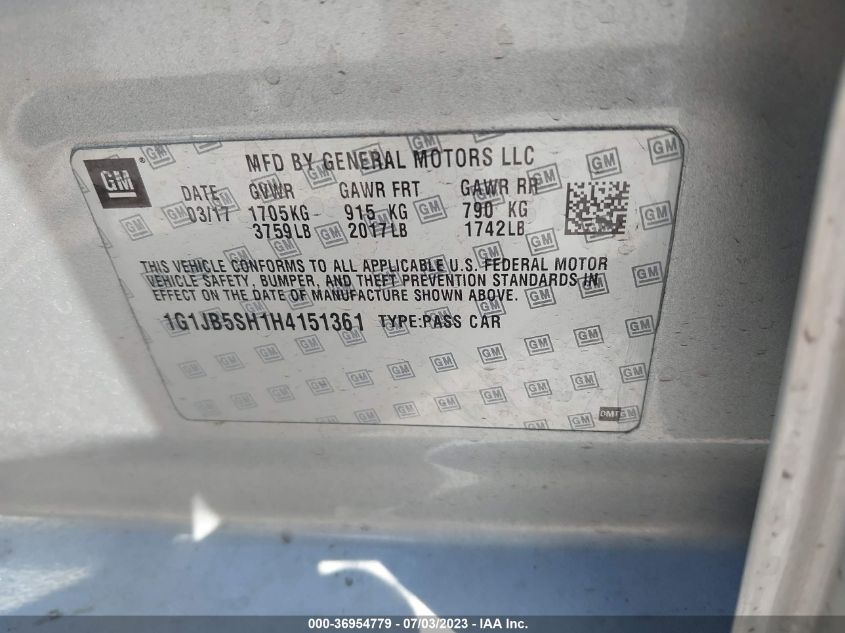 GM ®
MFD BY GENERAL MOTORS LLC
DATE GVWR GAWR FRT GAWR RR
03/17 1705KG 915 KG 790 KG
3759LB 2017LB 1742LB
THIS VEHICLE CONFORMS TO ALL APPLICABLE U.S. FEDERAL MOTOR
VEHICLE SAFETY, BUMPER, AND THEFT PREVENTION STANDARDS IN
EFFECT ON THE DATE OF MANUFACTURE SHOWN ABOVE.
1G1JB5SH1H4151361 TYPE:PASS CAR
DMT GM
000-36954779 - 07/03/2023 - IAA Inc.